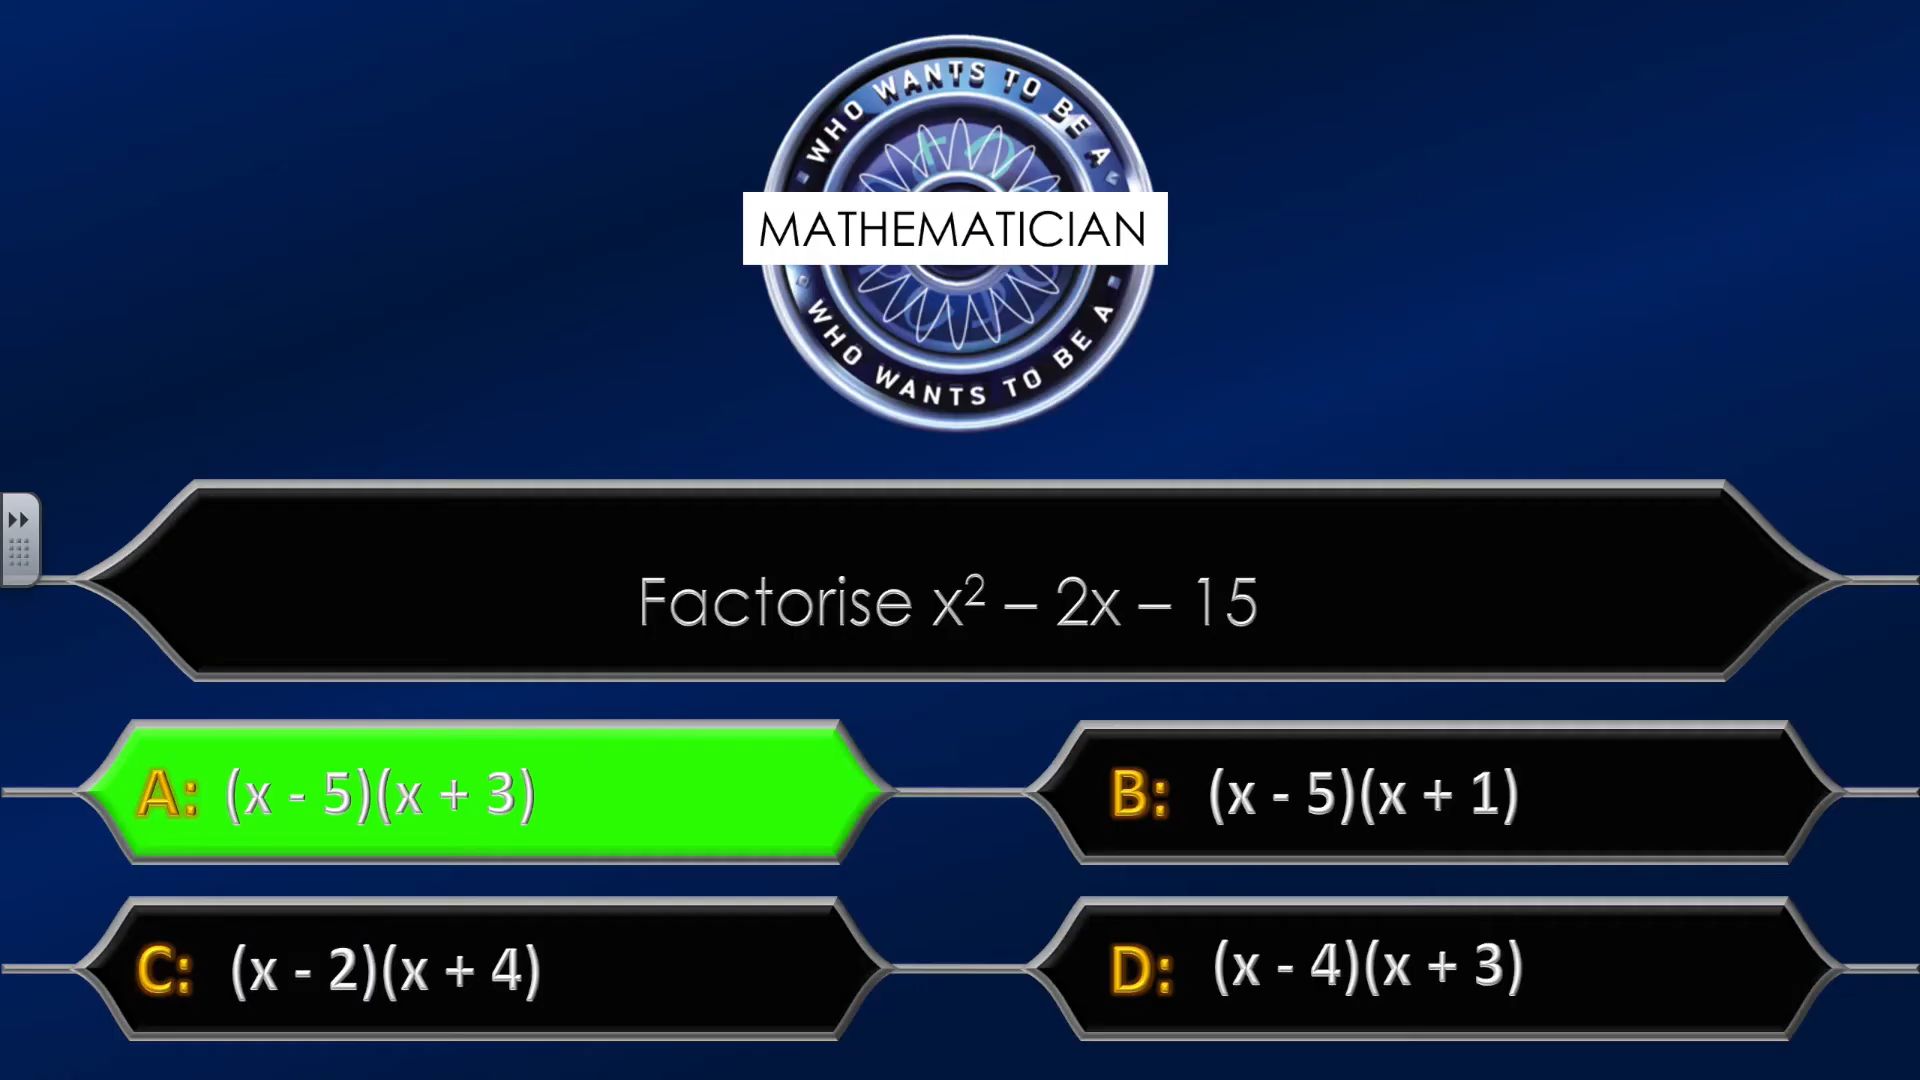 WHO WANTS TO BE A
MATHEMATICIAN
WHO WANTS TO BE A
Factorise x² – 2x – 15
A: (x - 5)(x + 3)
B: (x - 5)(x + 1)
C: (x - 2)(x + 4)
D: (x - 4)(x + 3)